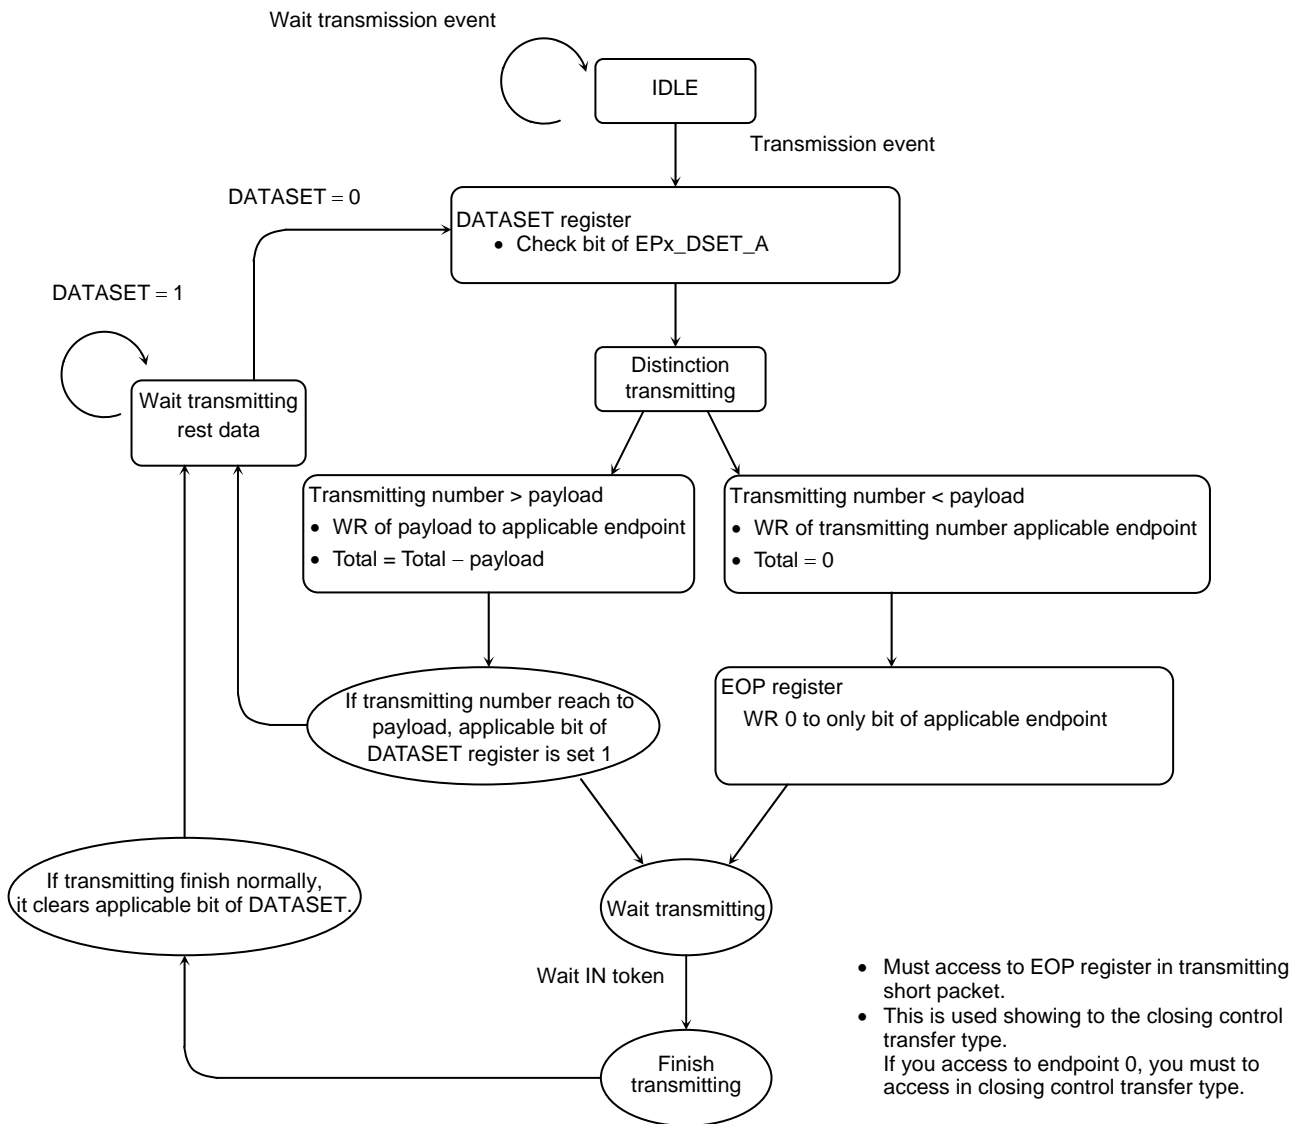 Wait transmission event
IDLE
Transmission event
DATASET = 0
DATASET register
• Check bit of EPx_DSET_A
DATASET = 1
Distinction
transmitting
Wait transmitting
rest data
Transmitting number > payload
• WR of payload to applicable endpoint
• Total = Total − payload
Transmitting number < payload
• WR of transmitting number applicable endpoint
• Total = 0
If transmitting number reach to
payload, applicable bit of
DATASET register is set 1
EOP register
WR 0 to only bit of applicable endpoint
If transmitting finish normally,
it clears applicable bit of DATASET.
Wait transmitting
Wait IN token
Finish
transmitting
• Must access to EOP register in transmitting
short packet.
• This is used showing to the closing control
transfer type.
If you access to endpoint 0, you must to
access in closing control transfer type.